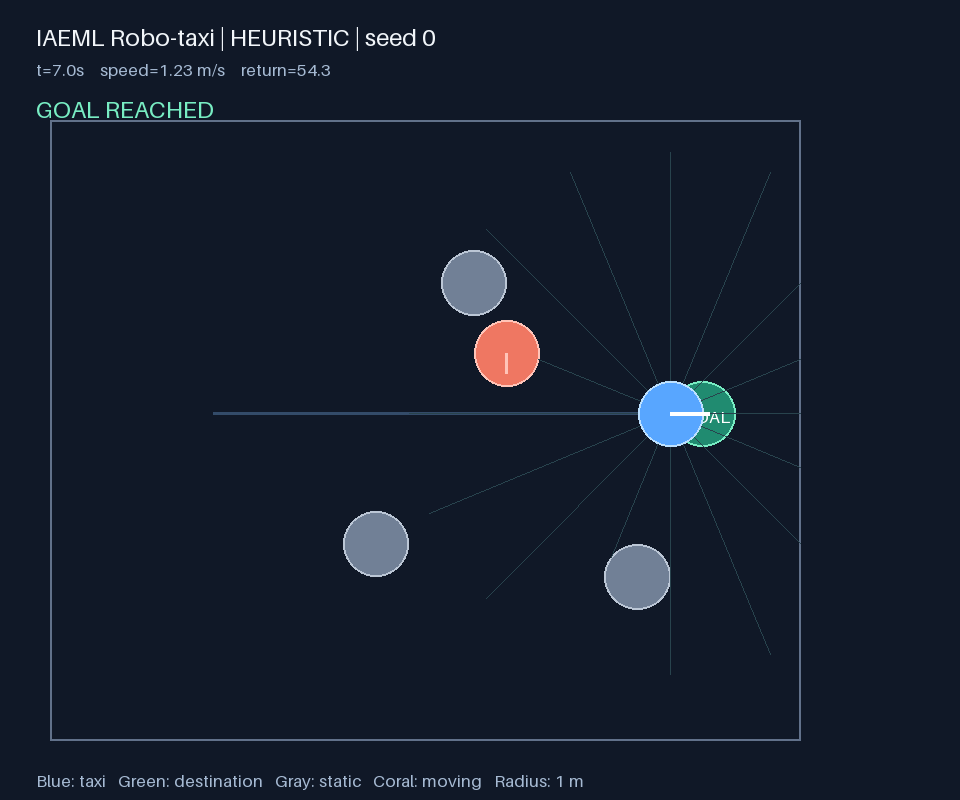 IAEML Robo-taxi | HEURISTIC | seed 0
t=7.0s speed=1.23 m/s return=54.3
GOAL REACHED
Blue: taxi Green: destination Gray: static Coral: moving Radius: 1 m